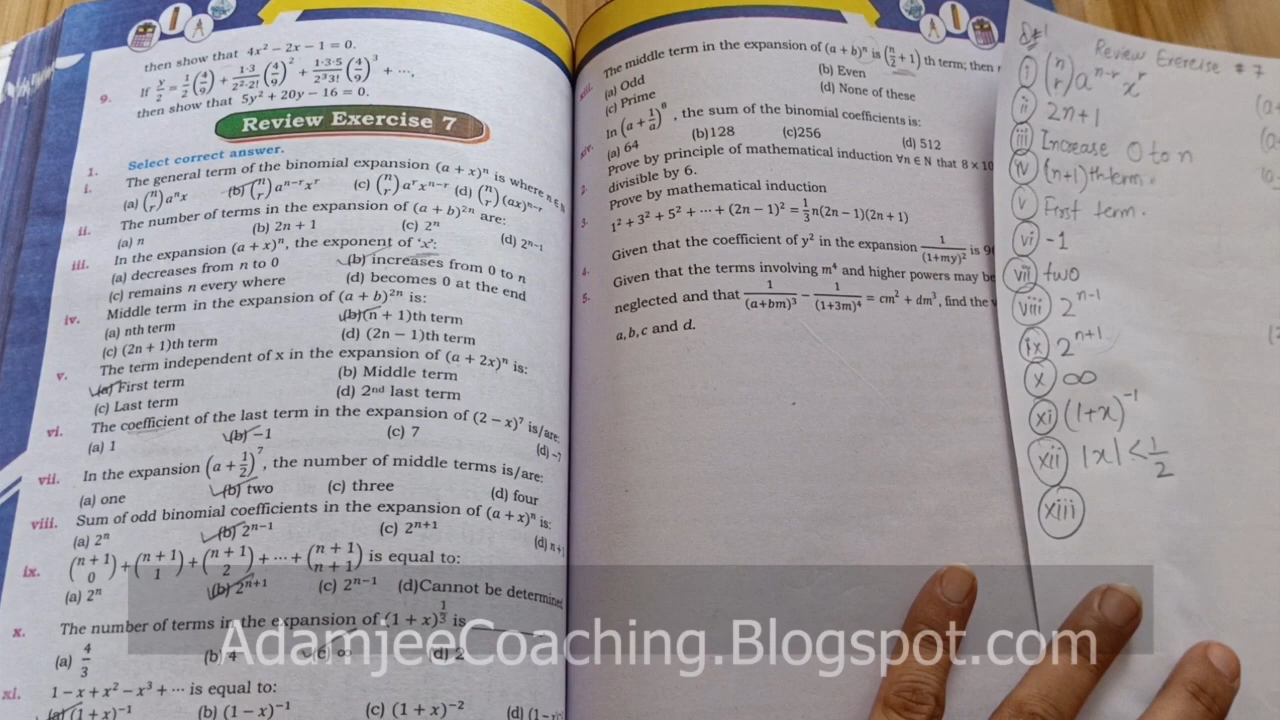 then show that 4x² − 2x − 1 = 0.
9. If y/2 = 1/2 (4/9) + 1·3/2²·2! (4/9)² + 1·3·5/2³3! (4/9)³ + ⋯,
then show that 5y² + 20y − 16 = 0.
Review Exercise 7
1. Select correct answer.
i. The general term of the binomial expansion (a + x)ⁿ is where n ∈ N
(a) (n r) aⁿx (b) (n r) aⁿ⁻ʳxʳ (c) (n r) aʳxⁿ⁻ʳ (d) (n r) (ax)ⁿ⁻ʳ
ii. The number of terms in the expansion of (a + b)²ⁿ are:
(a) n (b) 2n + 1 (c) 2ⁿ (d) 2ⁿ⁻¹
iii. In the expansion (a + x)ⁿ, the exponent of ‘x’:
(a) decreases from n to 0 (b) increases from 0 to n
(c) remains n every where (d) becomes 0 at the end
iv. Middle term in the expansion of (a + b)²ⁿ is:
(a) nth term (b)(n + 1)th term
(c) (2n + 1)th term (d) (2n − 1)th term
v. The term independent of x in the expansion of (a + 2x)ⁿ is:
(a) First term (b) Middle term
(c) Last term (d) 2nd last term
vi. The coefficient of the last term in the expansion of (2 − x)⁷ is/are:
(a) 1 (b) −1 (c) 7 (d) −7
vii. In the expansion (a + 1/2)⁷, the number of middle terms is/are:
(a) one (b) two (c) three (d) four
viii. Sum of odd binomial coefficients in the expansion of (a + x)ⁿ is:
(a) 2ⁿ (b) 2ⁿ⁻¹ (c) 2ⁿ⁺¹ (d) n+1
ix. (n + 1 0) + (n + 1 1) + (n + 1 2) + ⋯ + (n + 1 n + 1) is equal to:
(a) 2ⁿ (b) 2ⁿ⁺¹ (c) 2ⁿ⁻¹ (d)Cannot be determined
x. The number of terms in the expansion of (1 + x)^1/3 is
(a) 4/3 (b) 4 (c) ∞ (d) 2
xi. 1 − x + x² − x³ + ⋯ is equal to:
(a) (1 + x)⁻¹ (b) (1 − x)⁻¹ (c) (1 + x)⁻² (d) (1 −
xiii. The middle term in the expansion of (a + b)ⁿ is (n/2 + 1) th term; then
(a) Odd (b) Even
(c) Prime (d) None of these
xiv. In (a + 1/a)⁸, the sum of the binomial coefficients is:
(a) 64 (b)128 (c)256 (d) 512
2. Prove by principle of mathematical induction ∀n ∈ N that 8 × 10
divisible by 6.
3. Prove by mathematical induction
1² + 3² + 5² + ⋯ + (2n − 1)² = 1/3 n(2n − 1)(2n + 1)
4. Given that the coefficient of y² in the expansion 1/(1+my)² is
5. Given that the terms involving m⁴ and higher powers may be
neglected and that 1/(a+bm)³ − 1/(1+3m)⁴ = cm² + dm³, find the
a, b, c and d.
Review Exercise # 7
i (n r) aⁿ⁻ʳ xʳ
ii 2n+1
iii Increase 0 to n
iv (n+1)th term.
v First term.
vi -1
vii two
viii 2ⁿ⁻¹
ix 2ⁿ⁺¹
x ∞
xi (1+x)⁻¹
xii |x| < 1/2
xiii
AdamjeeCoaching.Blogspot.com